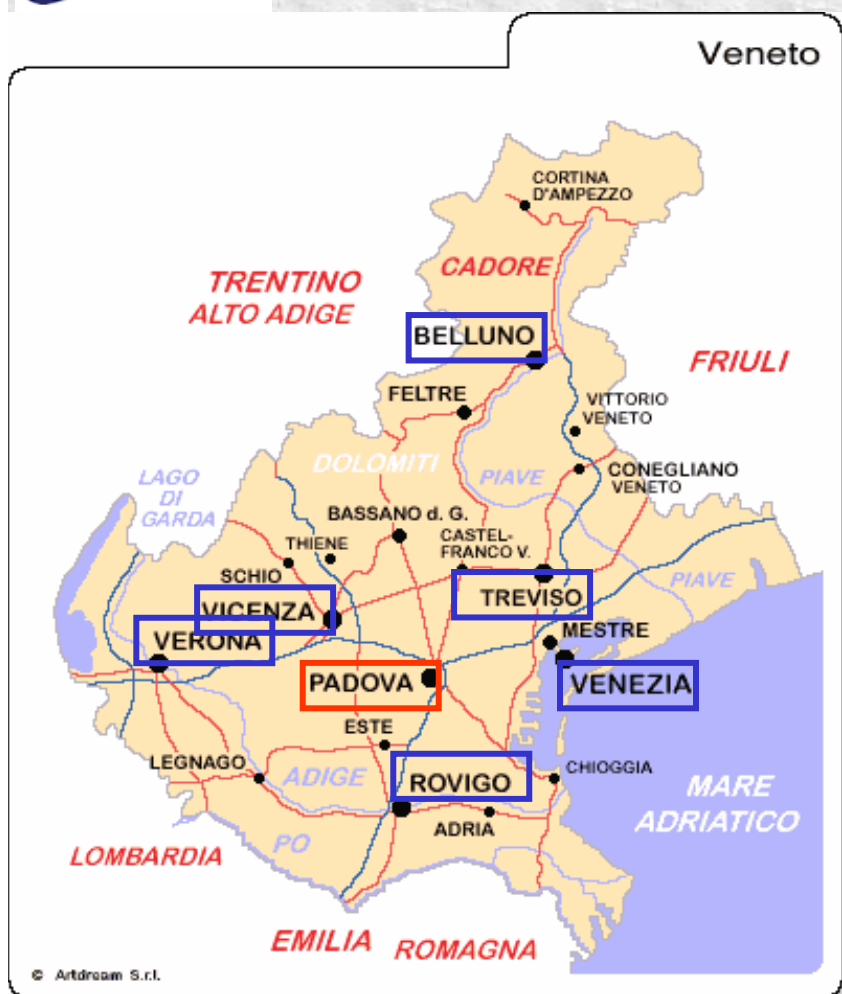 Veneto
CORTINA
D'AMPEZZO
CADORE
TRENTINO
ALTO ADIGE
BELLUNO
FRIULI
FELTRE
VITTORIO
VENETO
DOLOMITI
PIAVE
CONEGLIANO
VENETO
LAGO
DI
GARDA
BASSANO d. G.
CASTEL-
FRANCO V.
THIENE
SCHIO
PIAVE
TREVISO
VICENZA
MESTRE
VERONA
PADOVA
VENEZIA
ESTE
LEGNAGO
ADIGE
ROVIGO
CHIOGGIA
MARE
ADRIATICO
ADRIA
PO
LOMBARDIA
EMILIA ROMAGNA
© Artdream S.r.l.